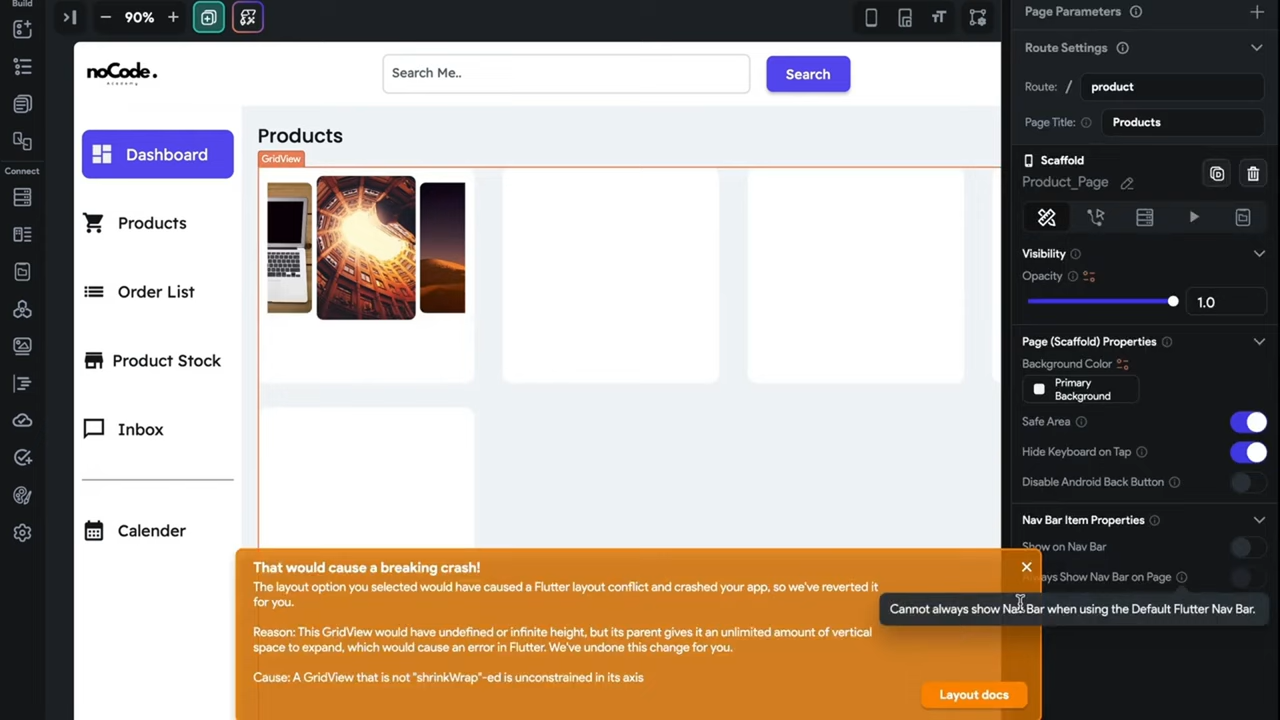 Build
90%
Page Parameters
Route Settings
Route: / product
Page Title: Products
Scaffold
Product_Page
Visibility
Opacity
1.0
Page (Scaffold) Properties
Background Color
Primary
Background
Safe Area
Hide Keyboard on Tap
Disable Android Back Button
Nav Bar Item Properties
Show on Nav Bar
Always Show Nav Bar on Page
Cannot always show Nav Bar when using the Default Flutter Nav Bar.
Connect
noCode.
Search Me..
Search
Dashboard
Products
Order List
Product Stock
Inbox
Calender
Products
GridView
That would cause a breaking crash!
The layout option you selected would have caused a Flutter layout conflict and crashed your app, so we've reverted it
for you.
Reason: This GridView would have undefined or infinite height, but its parent gives it an unlimited amount of vertical
space to expand, which would cause an error in Flutter. We've undone this change for you.
Cause: A GridView that is not "shrinkWrap"-ed is unconstrained in its axis
Layout docs